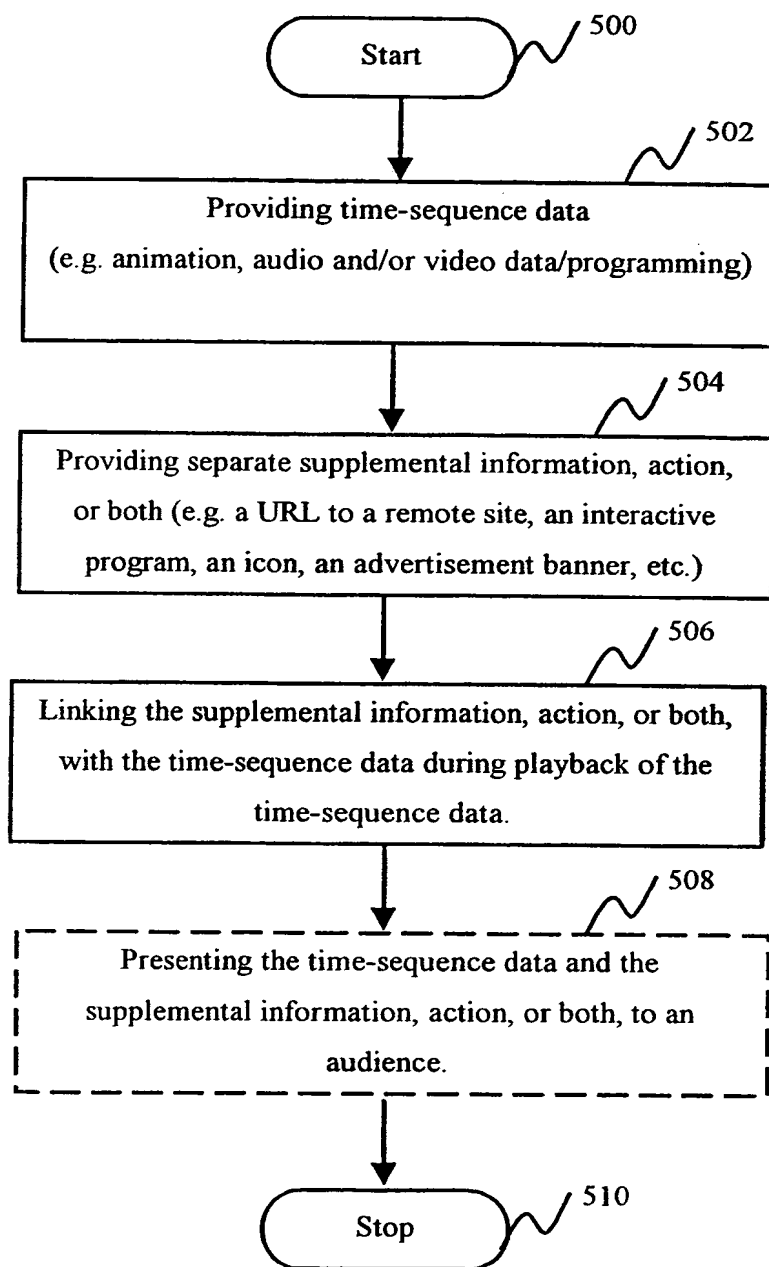 Start
500
502
Providing time-sequence data
(e.g. animation, audio and/or video data/programming)
504
Providing separate supplemental information, action,
or both (e.g. a URL to a remote site, an interactive
program, an icon, an advertisement banner, etc.)
506
Linking the supplemental information, action, or both,
with the time-sequence data during playback of the
time-sequence data.
508
Presenting the time-sequence data and the
supplemental information, action, or both, to an
audience.
Stop
510